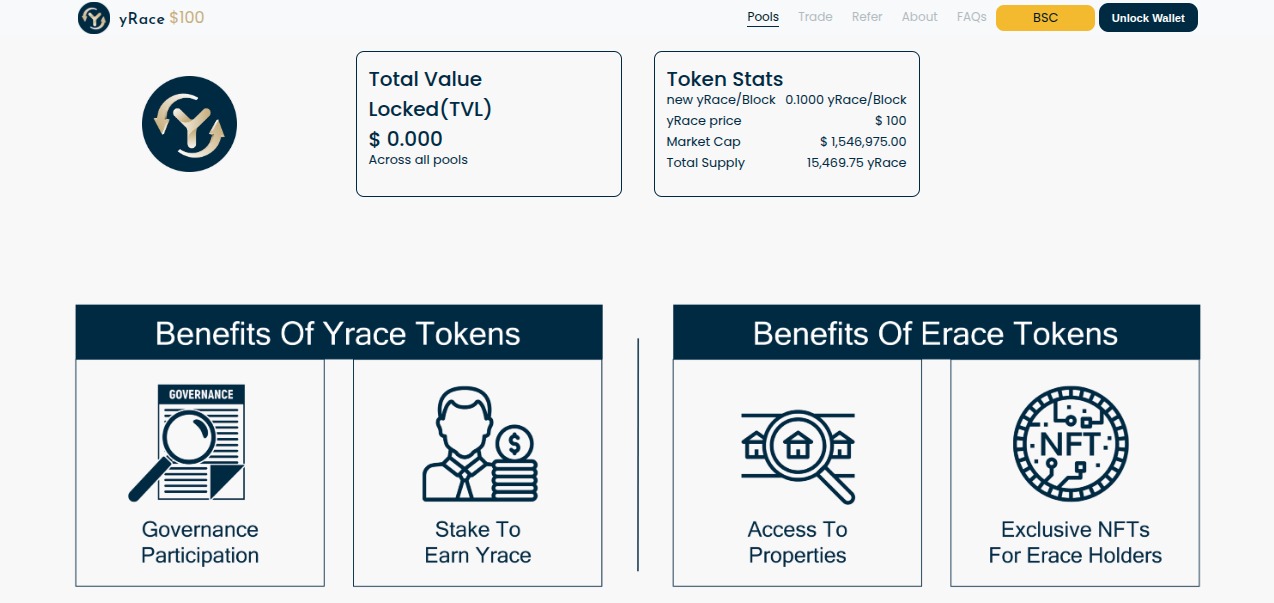 yRace $100
Pools Trade Refer About FAQs BSC Unlock Wallet
Total Value
Locked(TVL)
$ 0.000
Across all pools
Token Stats
new yRace/Block 0.1000 yRace/Block
yRace price $ 100
Market Cap $ 1,546,975.00
Total Supply 15,469.75 yRace
Benefits Of Yrace Tokens
GOVERNANCE
Governance
Participation
$
Stake To
Earn Yrace
Benefits Of Erace Tokens
Access To
Properties
NFT
Exclusive NFTs
For Erace Holders